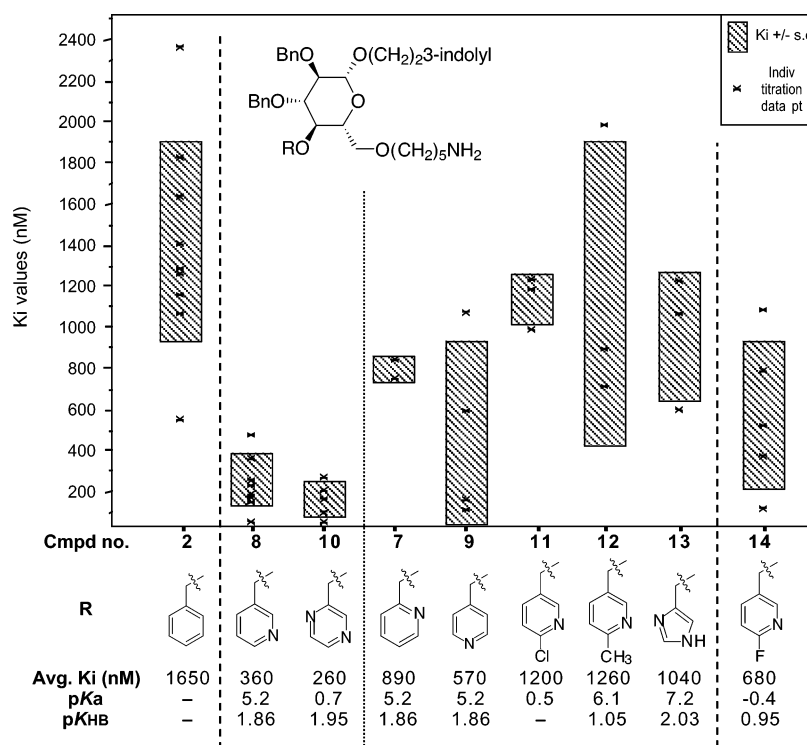 2400
2200
2000
1800
1600
1400
1200
1000
800
600
400
200
Ki values (nM)
BnO
O(CH2)23-indolyl
BnO
O
RO
O(CH2)5NH2
Ki +/- s.d
Indiv
titration
data pt
Cmpd no. 2 8 10 7 9 11 12 13 14
R
N
N
N
N
N
N
Cl
N
CH3
N
NH
N
F
Avg. Ki (nM) 1650 360 260 890 570 1200 1260 1040 680
pKa – 5.2 0.7 5.2 5.2 0.5 6.1 7.2 -0.4
pKHB – 1.86 1.95 1.86 1.86 – 1.05 2.03 0.95